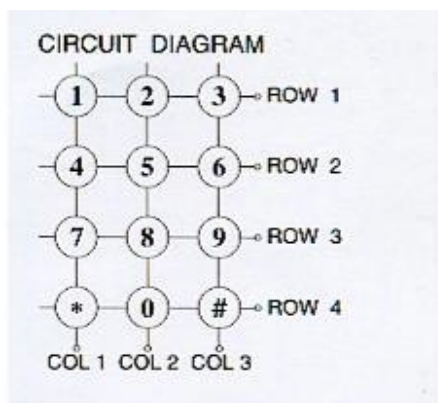 CIRCUIT DIAGRAM
1 2 3 ROW 1
4 5 6 ROW 2
7 8 9 ROW 3
* 0 # ROW 4
COL 1 COL 2 COL 3